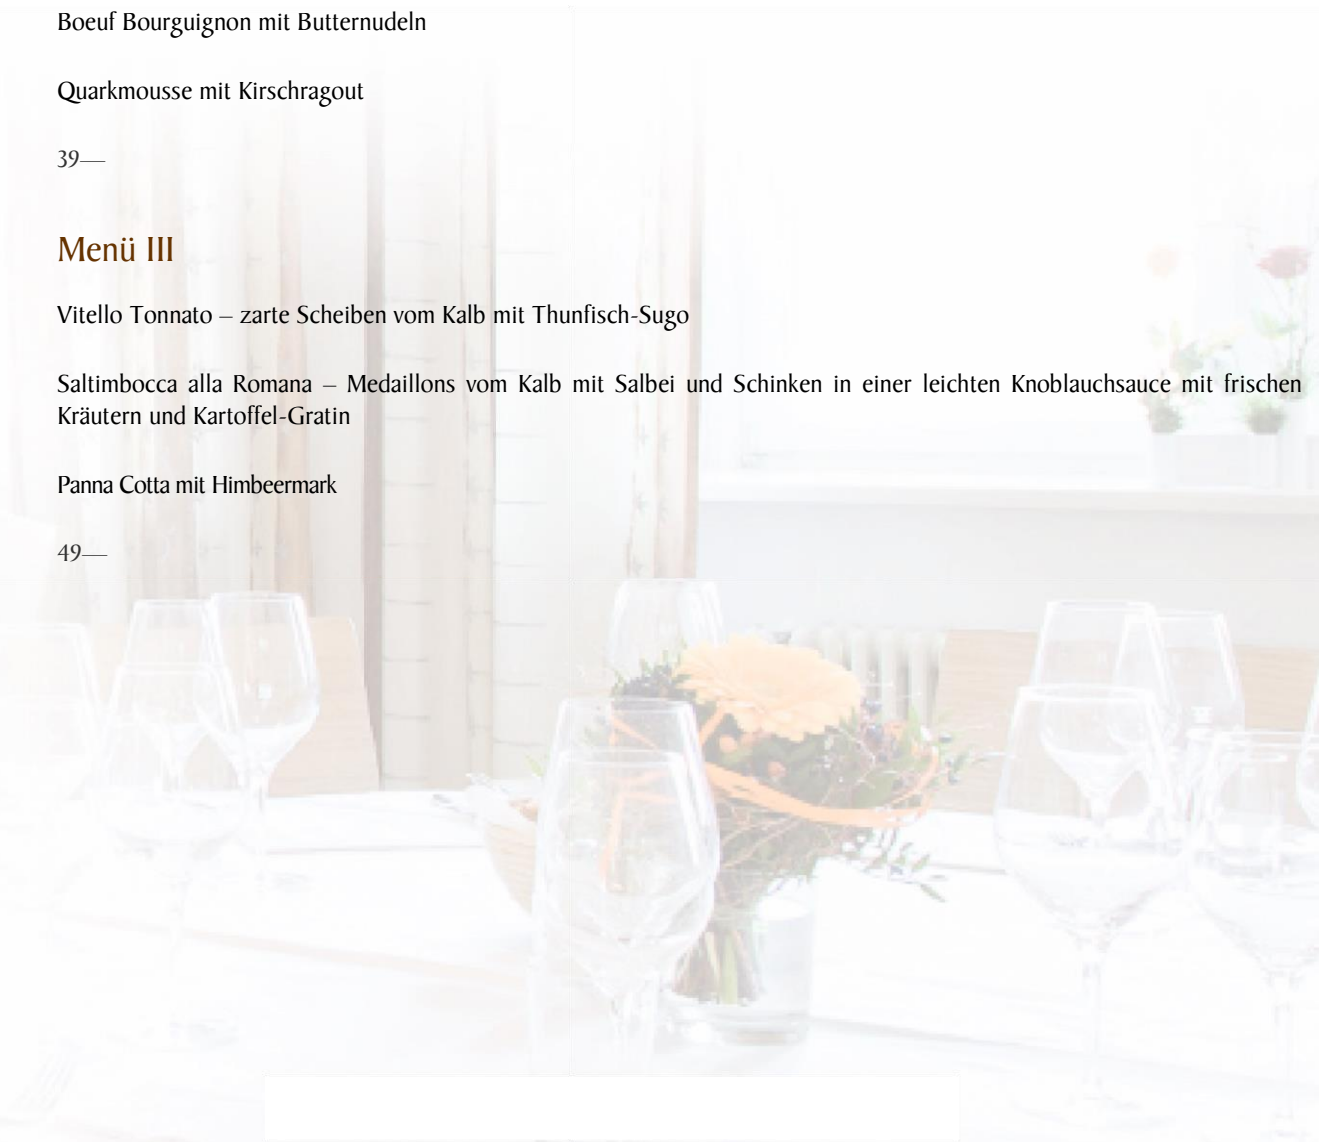 Boeuf Bourguignon mit Butternudeln
Quarkmousse mit Kirschragout
39—
Menü III
Vitello Tonnato – zarte Scheiben vom Kalb mit Thunfisch-Sugo
Saltimbocca alla Romana – Medaillons vom Kalb mit Salbei und Schinken in einer leichten Knoblauchsauce mit frischen
Kräutern und Kartoffel-Gratin
Panna Cotta mit Himbeermark
49—